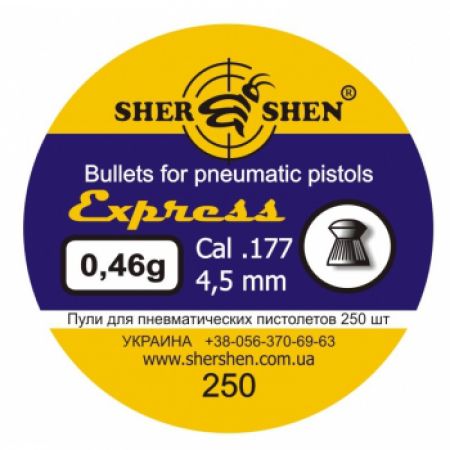 SHER SHEN ®
Bullets for pneumatic pistols
Express
0,46g
Cal .177
4,5 mm
Пули для пневматических пистолетов 250 шт
УКРАИНА +38-056-370-69-63
www.shershen.com.ua
250